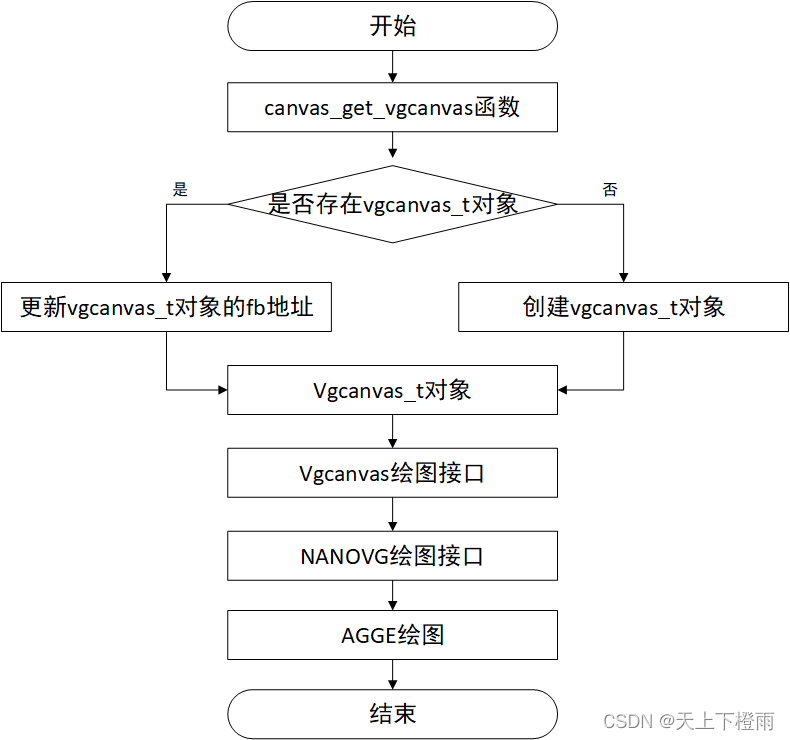 开始
canvas_get_vgcanvas函数
是
否
是否存在vgcanvas_t对象
更新vgcanvas_t对象的fb地址
创建vgcanvas_t对象
Vgcanvas_t对象
Vgcanvas绘图接口
NANOVG绘图接口
AGGE绘图
结束
CSDN @天上下橙雨